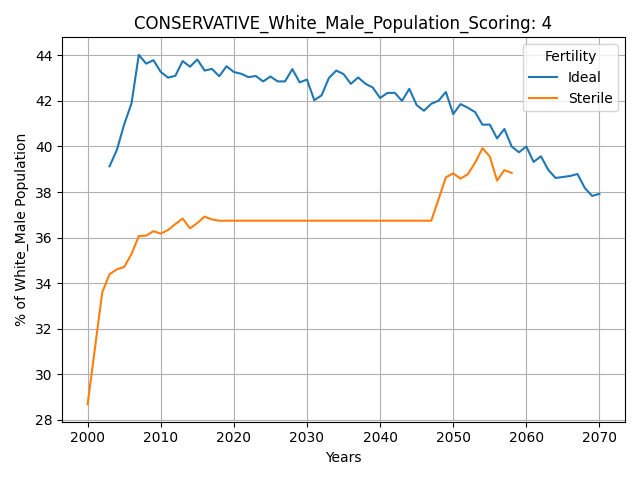 CONSERVATIVE_White_Male_Population_Scoring: 4
Fertility
Ideal
Sterile
% of White_Male Population
44
42
40
38
36
34
32
30
28
2000 2010 2020 2030 2040 2050 2060 2070
Years